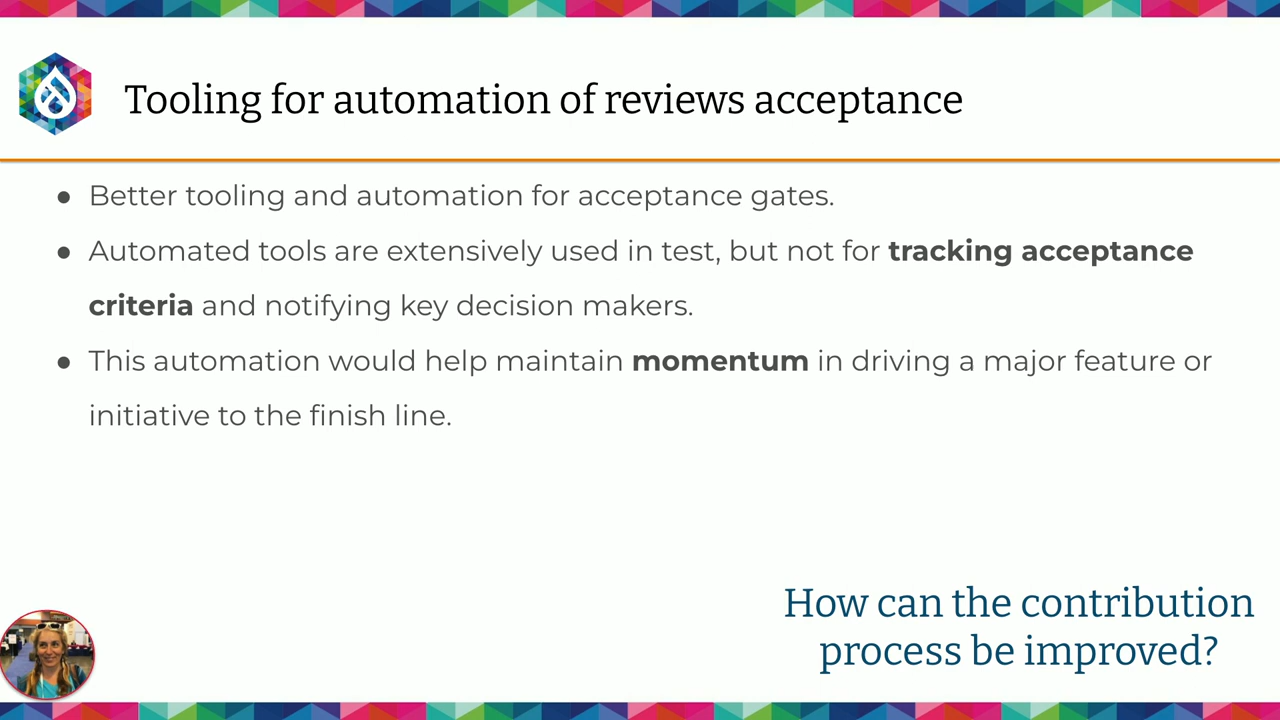 Tooling for automation of reviews acceptance
● Better tooling and automation for acceptance gates.
● Automated tools are extensively used in test, but not for tracking acceptance
criteria and notifying key decision makers.
● This automation would help maintain momentum in driving a major feature or
initiative to the finish line.
How can the contribution
process be improved?